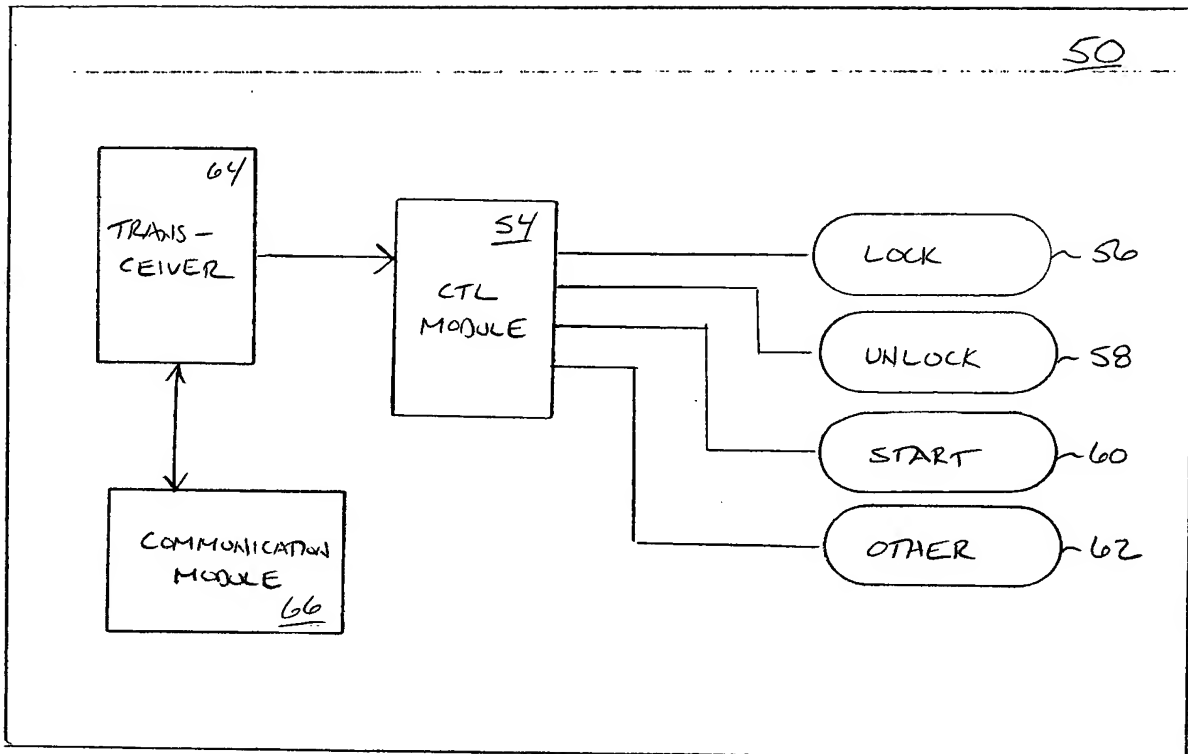 50
64
TRANS-
CEIVER
54
CTL
MODULE
LOCK
56
UNLOCK
58
START
60
OTHER
62
COMMUNICATION
MODULE
66